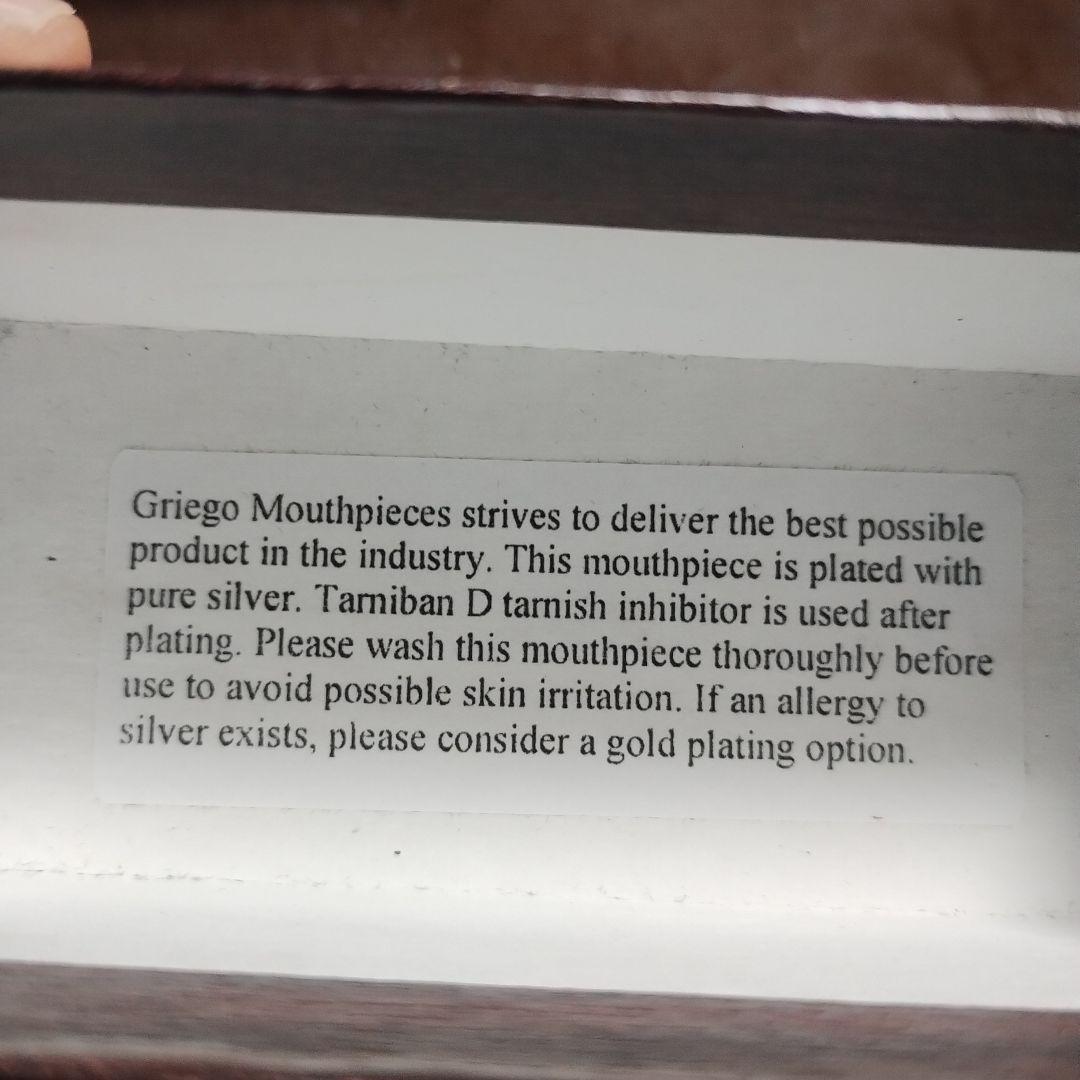 Griego Mouthpieces strives to deliver the best possible
product in the industry. This mouthpiece is plated with
pure silver. Tarniban D tarnish inhibitor is used after
plating. Please wash this mouthpiece thoroughly before
use to avoid possible skin irritation. If an allergy to
silver exists, please consider a gold plating option.